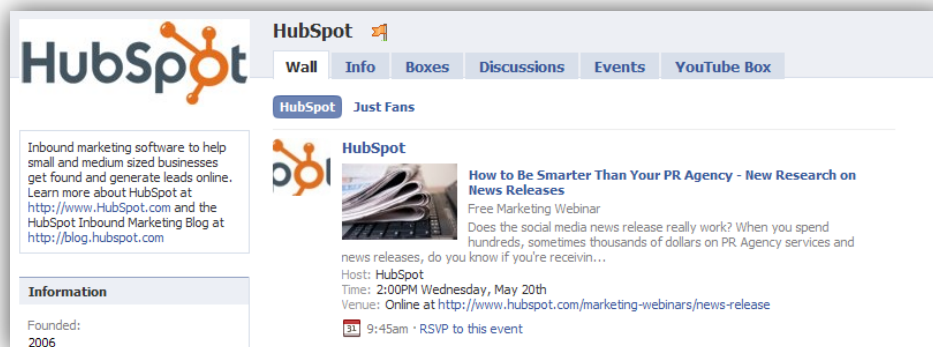 HubSpot
Inbound marketing software to help
small and medium sized businesses
get found and generate leads online.
Learn more about HubSpot at
http://www.HubSpot.com and the
HubSpot Inbound Marketing Blog at
http://blog.hubspot.com
Information
Founded:
2006
HubSpot
Wall Info Boxes Discussions Events YouTube Box
HubSpot Just Fans
HubSpot
How to Be Smarter Than Your PR Agency - New Research on
News Releases
Free Marketing Webinar
Does the social media news release really work? When you spend
hundreds, sometimes thousands of dollars on PR Agency services and
news releases, do you know if you're receivin...
Host: HubSpot
Time: 2:00PM Wednesday, May 20th
Venue: Online at http://www.hubspot.com/marketing-webinars/news-release
31 9:45am · RSVP to this event